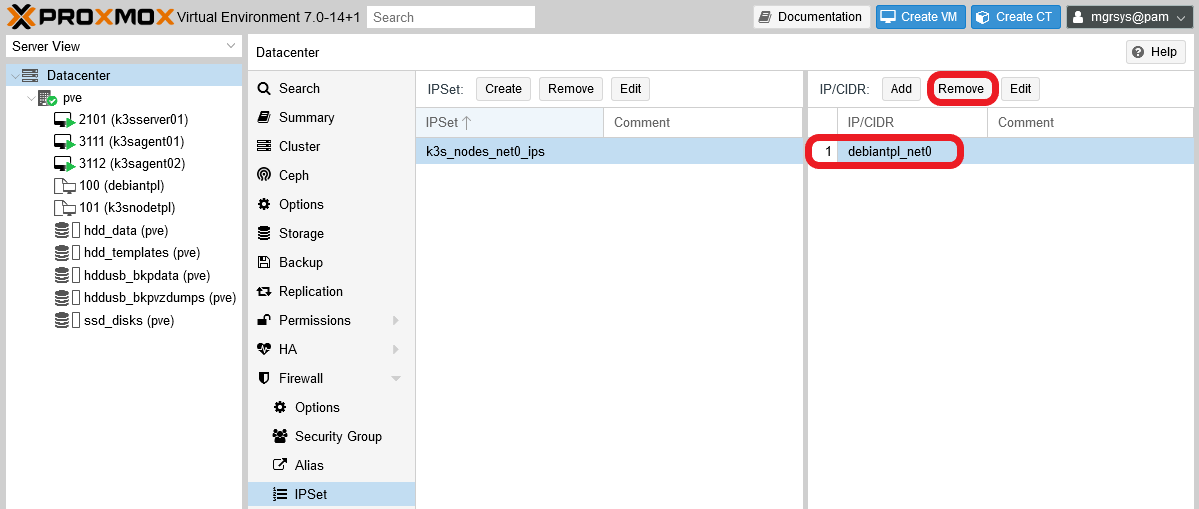 PROXMOX Virtual Environment 7.0-14+1 Search Documentation Create VM Create CT mgrsys@pam
Server View
Datacenter
pve
2101 (k3sserver01)
3111 (k3sagent01)
3112 (k3sagent02)
100 (debiantpl)
101 (k3snodetpl)
hdd_data (pve)
hdd_templates (pve)
hddusb_bkpdata (pve)
hddusb_bkpvzdumps (pve)
ssd_disks (pve)
Datacenter Help
Search
Summary
Cluster
Ceph
Options
Storage
Backup
Replication
Permissions
HA
Firewall
Options
Security Group
Alias
IPSet
IPSet: Create Remove Edit
IPSet Comment
k3s_nodes_net0_ips
IP/CIDR: Add Remove Edit
IP/CIDR Comment
1 debiantpl_net0